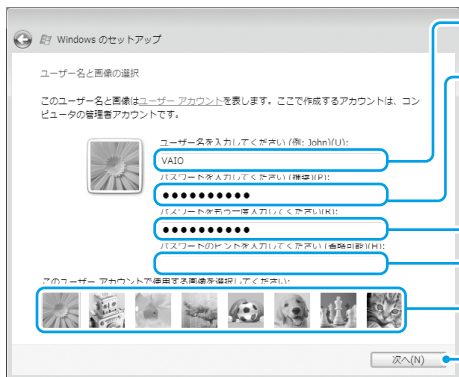 Windows のセットアップ
ユーザー名と画像の選択
このユーザー名と画像はユーザー アカウントを表します。ここで作成するアカウントは、コン
ピュータの管理者アカウントです。
ユーザー名を入力してください (例: John)(U):
VAIO
パスワードを入力してください (推奨)(P):
●●●●●●●●●●
パスワードをもう一度入力してください(R):
●●●●●●●●●●
パスワードのヒントを入力してください (省略可能)(H):
このユーザー アカウントで使用する画像を選択してください:
次へ(N)